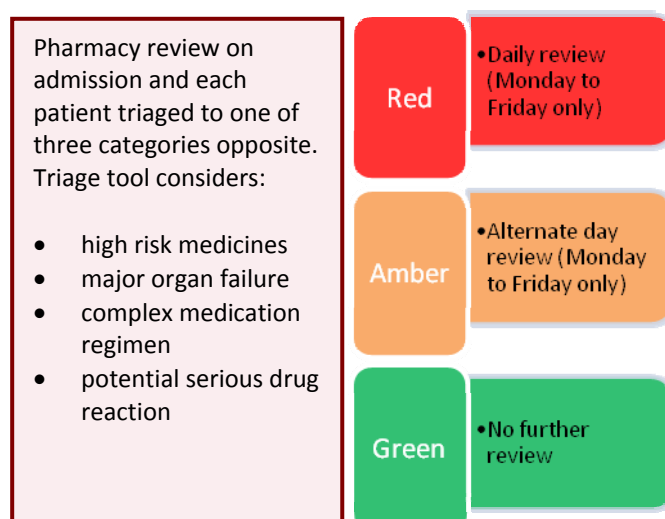 Pharmacy review on
admission and each
patient triaged to one of
three categories opposite.
Triage tool considers:
• high risk medicines
• major organ failure
• complex medication
regimen
• potential serious drug
reaction
Red
•Daily review
(Monday to
Friday only)
Amber
•Alternate day
review (Monday
to Friday only)
Green
•No further
review